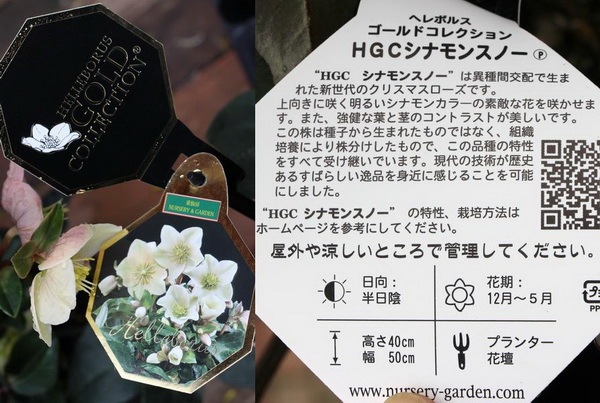 HELLEBORUS
GOLD
COLLECTION®
NURSERY & GARDEN
ヘレボルス
ゴールドコレクション
HGCシナモンスノー Ⓟ
“HGC シナモンスノー”は異種間交配で生ま
れた新世代のクリスマスローズです。
上向きに咲く明るいシナモンカラーの素敵な花を咲かせま
す。また、強健な葉と茎のコントラストが美しいです。
この株は種子から生まれたものではなく、組織
培養により株分けしたもので、この品種の特性
をすべて受け継いでいます。現代の技術が歴史
あるすばらしい逸品を身近に感じることを可能
にしました。
“HGC シナモンスノー” の特性、栽培方法は
ホームページを参考にしてください。
屋外や涼しいところで管理してください。
日向：
半日陰
花期：
12月～5月
高さ40cm
幅 50cm
プランター
花壇
www.nursery-garden.com